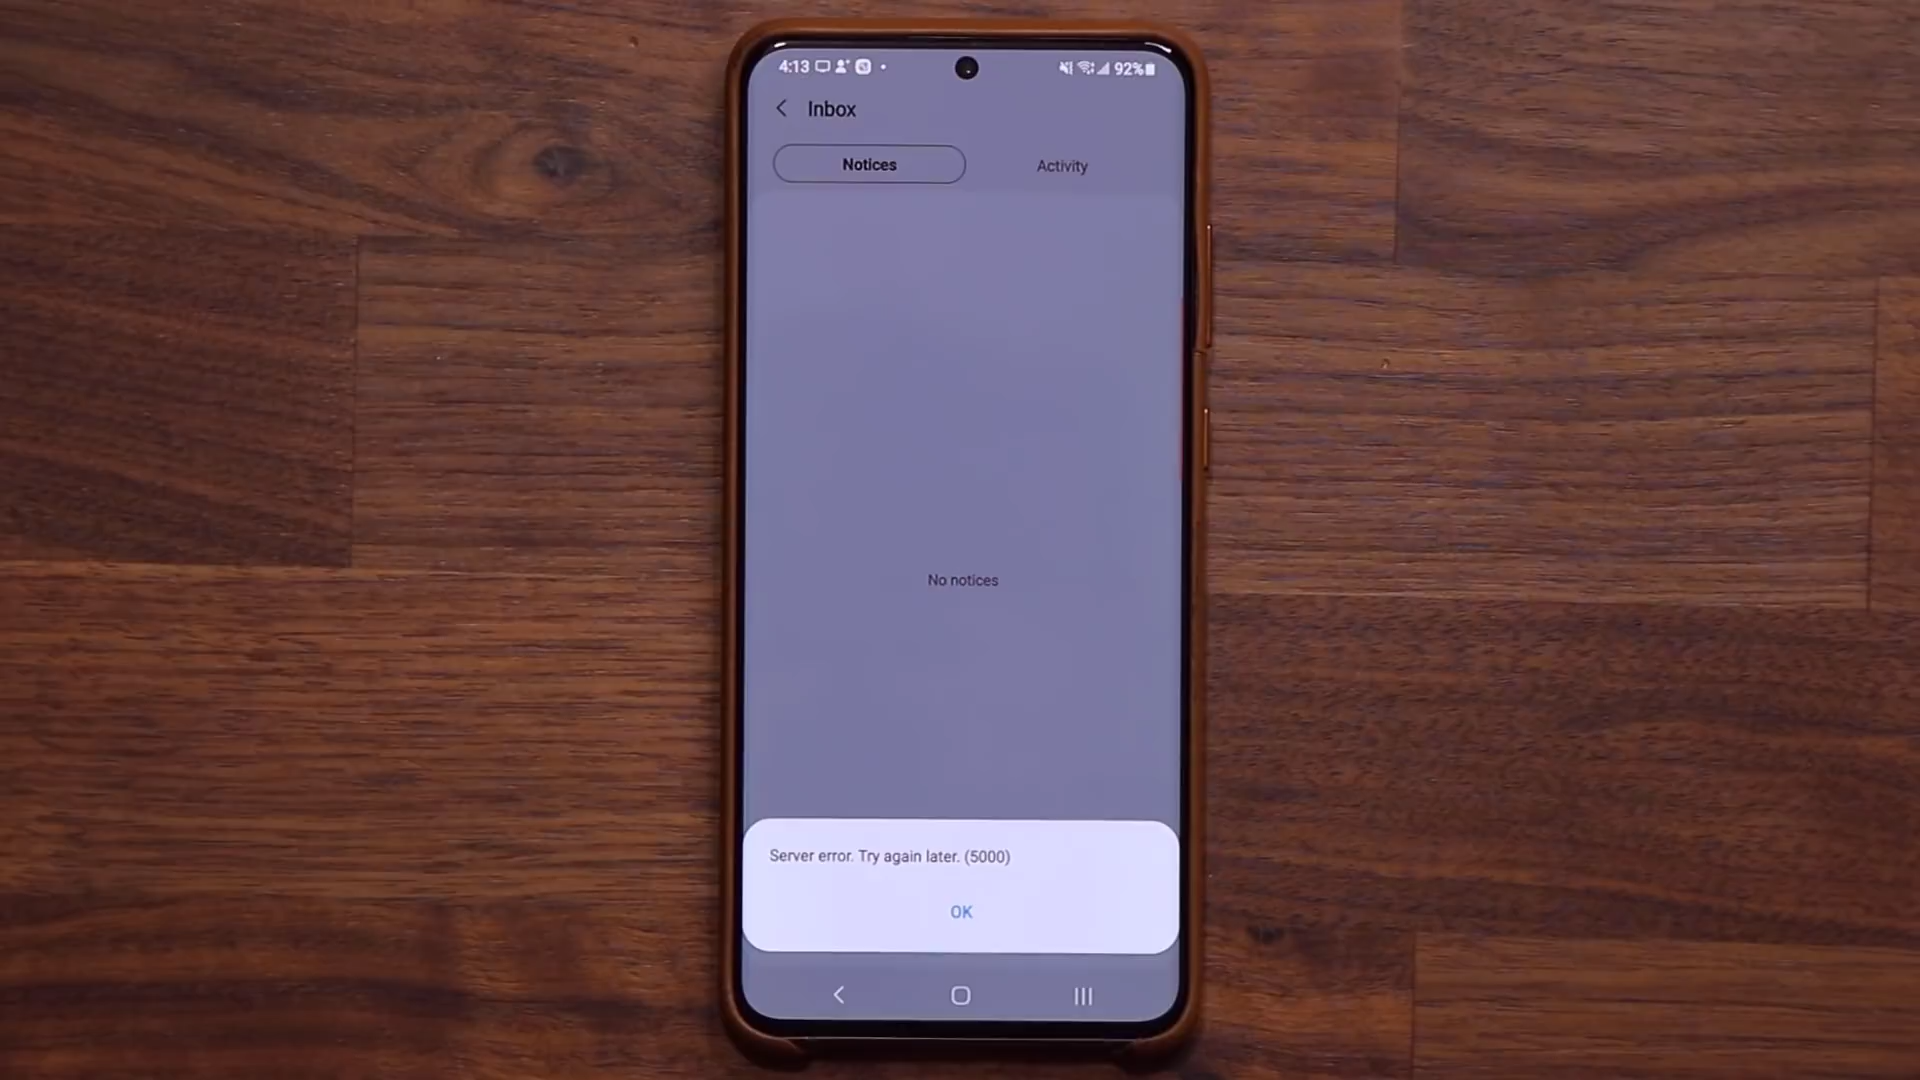 4:13 92%
Inbox
Notices Activity
No notices
Server error. Try again later. (5000)
OK